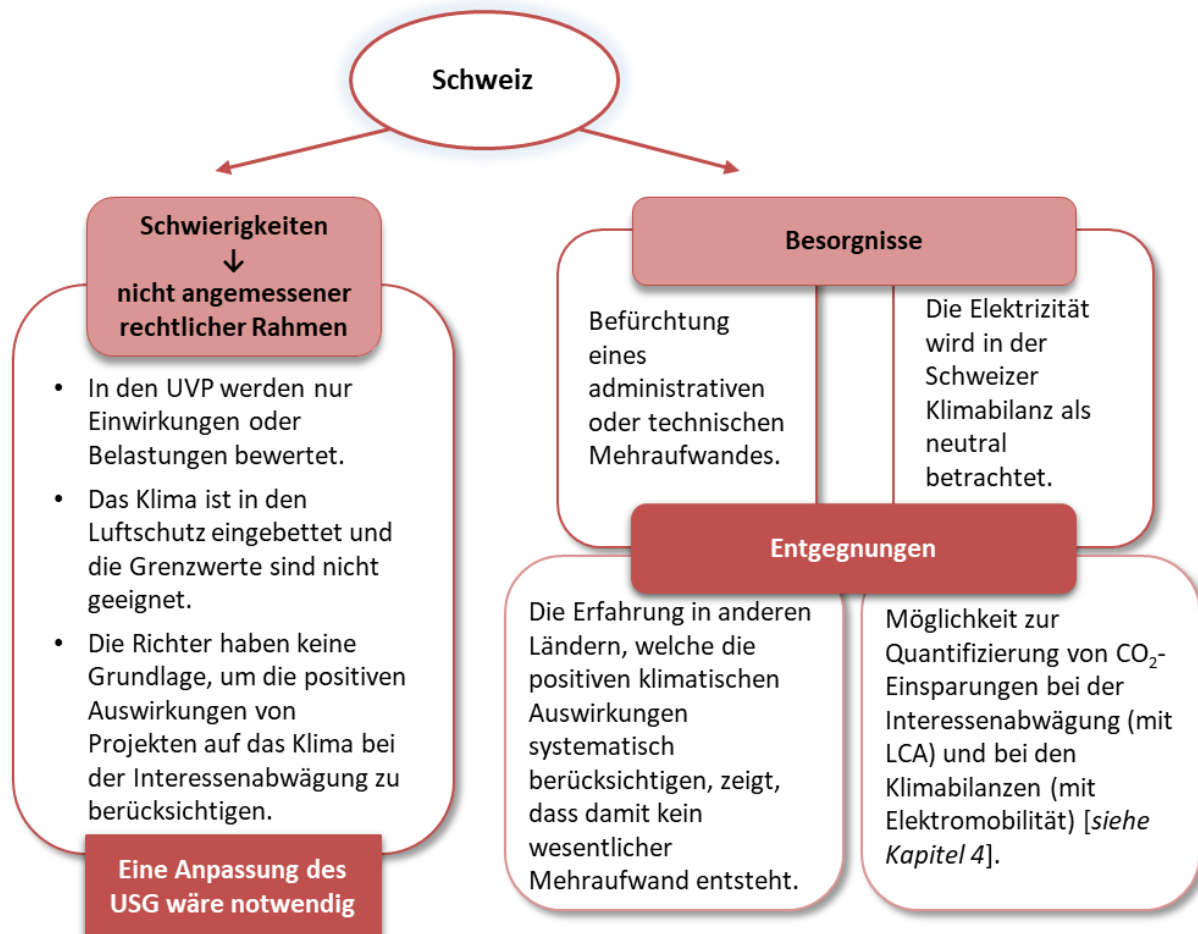 Schweiz
Schwierigkeiten
↓
nicht angemessener
rechtlicher Rahmen
• In den UVP werden nur
Einwirkungen oder
Belastungen bewertet.
• Das Klima ist in den
Luftschutz eingebettet und
die Grenzwerte sind nicht
geeignet.
• Die Richter haben keine
Grundlage, um die positiven
Auswirkungen von
Projekten auf das Klima bei
der Interessenabwägung zu
berücksichtigen.
Eine Anpassung des
USG wäre notwendig
Besorgnisse
Befürchtung
eines
administrativen
oder technischen
Mehraufwandes.
Die Elektrizität
wird in der
Schweizer
Klimabilanz als
neutral
betrachtet.
Entgegnungen
Die Erfahrung in anderen
Ländern, welche die
positiven klimatischen
Auswirkungen
systematisch
berücksichtigen, zeigt,
dass damit kein
wesentlicher
Mehraufwand entsteht.
Möglichkeit zur
Quantifizierung von CO₂-
Einsparungen bei der
Interessenabwägung (mit
LCA) und bei den
Klimabilanzen (mit
Elektromobilität) [siehe
Kapitel 4].